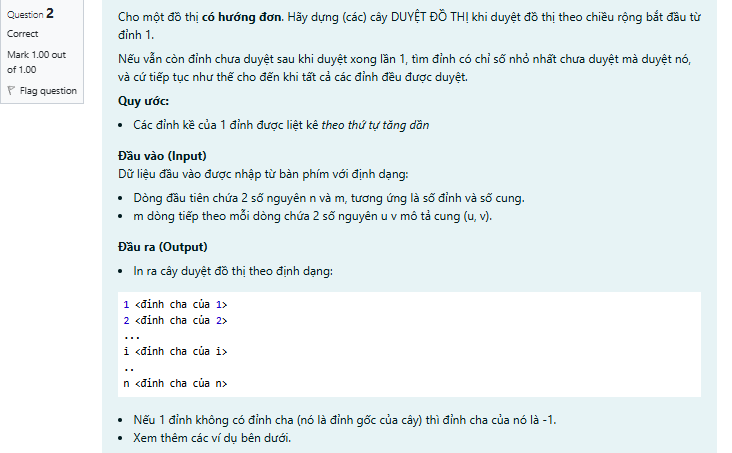 Question 2
Correct
Mark 1.00 out
of 1.00
Flag question
Cho một đồ thị có hướng đơn. Hãy dựng (các) cây DUYỆT ĐỒ THỊ khi duyệt đồ thị theo chiều rộng bắt đầu từ
đỉnh 1.
Nếu vẫn còn đỉnh chưa duyệt sau khi duyệt xong lần 1, tìm đỉnh có chỉ số nhỏ nhất chưa duyệt mà duyệt nó,
và cứ tiếp tục như thế cho đến khi tất cả các đỉnh đều được duyệt.
Quy ước:
• Các đỉnh kề của 1 đỉnh được liệt kê theo thứ tự tăng dần
Đầu vào (Input)
Dữ liệu đầu vào được nhập từ bàn phím với định dạng:
• Dòng đầu tiên chứa 2 số nguyên n và m, tương ứng là số đỉnh và số cung.
• m dòng tiếp theo mỗi dòng chứa 2 số nguyên u v mô tả cung (u, v).
Đầu ra (Output)
• In ra cây duyệt đồ thị theo định dạng:
1 <đỉnh cha của 1>
2 <đỉnh cha của 2>
...
i <đỉnh cha của i>
..
n <đỉnh cha của n>
• Nếu 1 đỉnh không có đỉnh cha (nó là đỉnh gốc của cây) thì đỉnh cha của nó là -1.
• Xem thêm các ví dụ bên dưới.